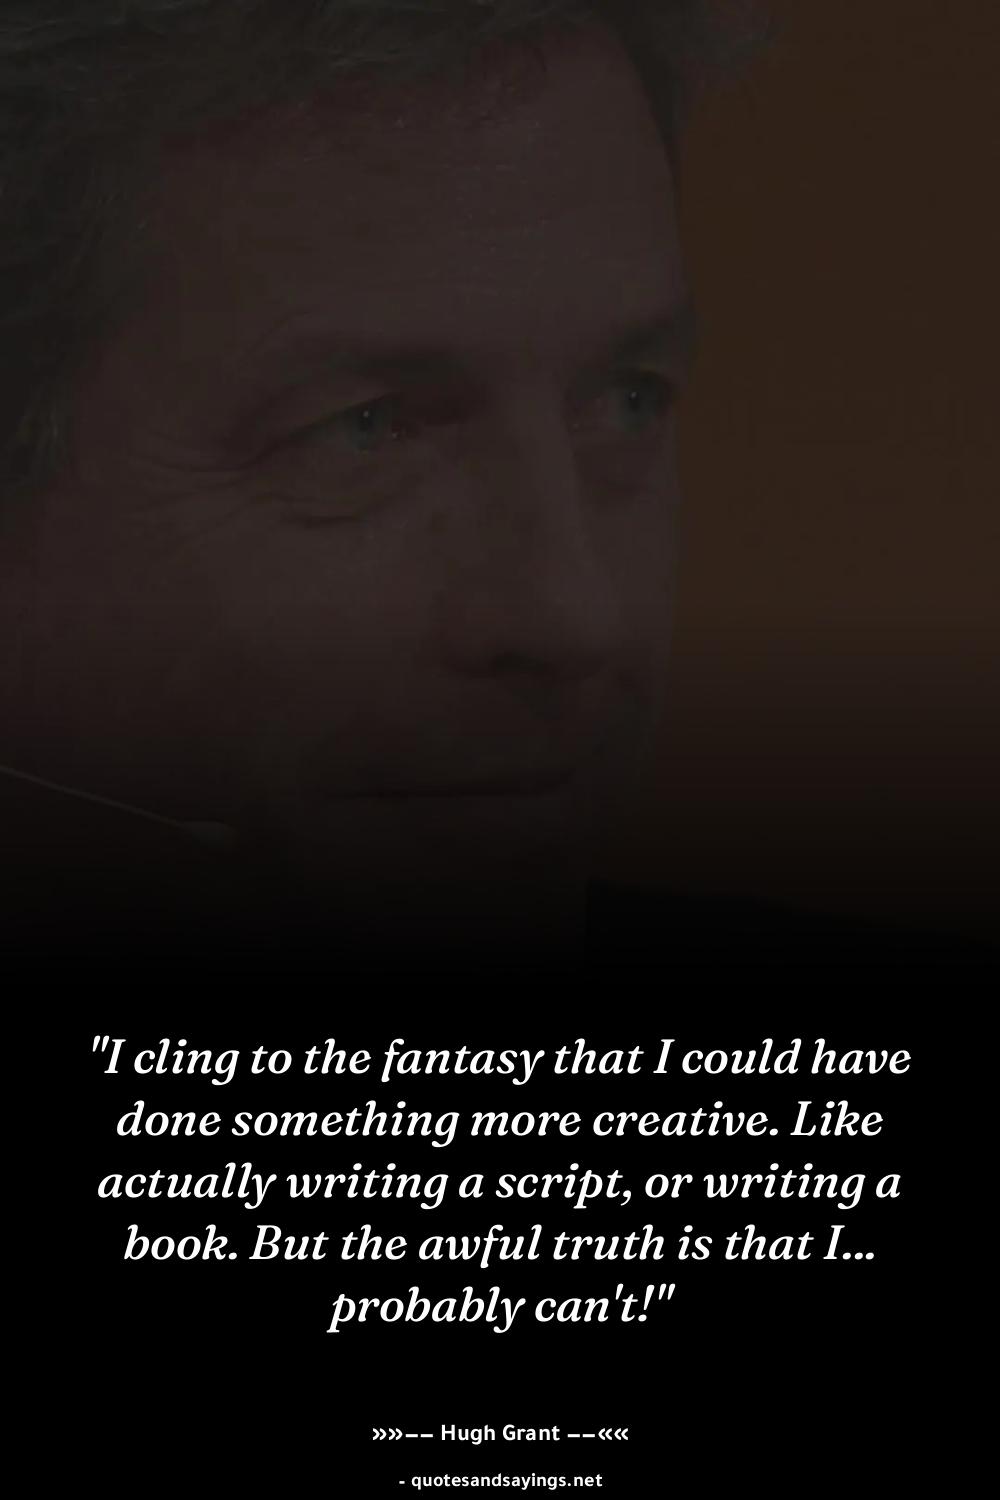 "I cling to the fantasy that I could have
done something more creative. Like
actually writing a script, or writing a
book. But the awful truth is that I...
probably can't!"
»»–– Hugh Grant ––««
- quotesandsayings.net